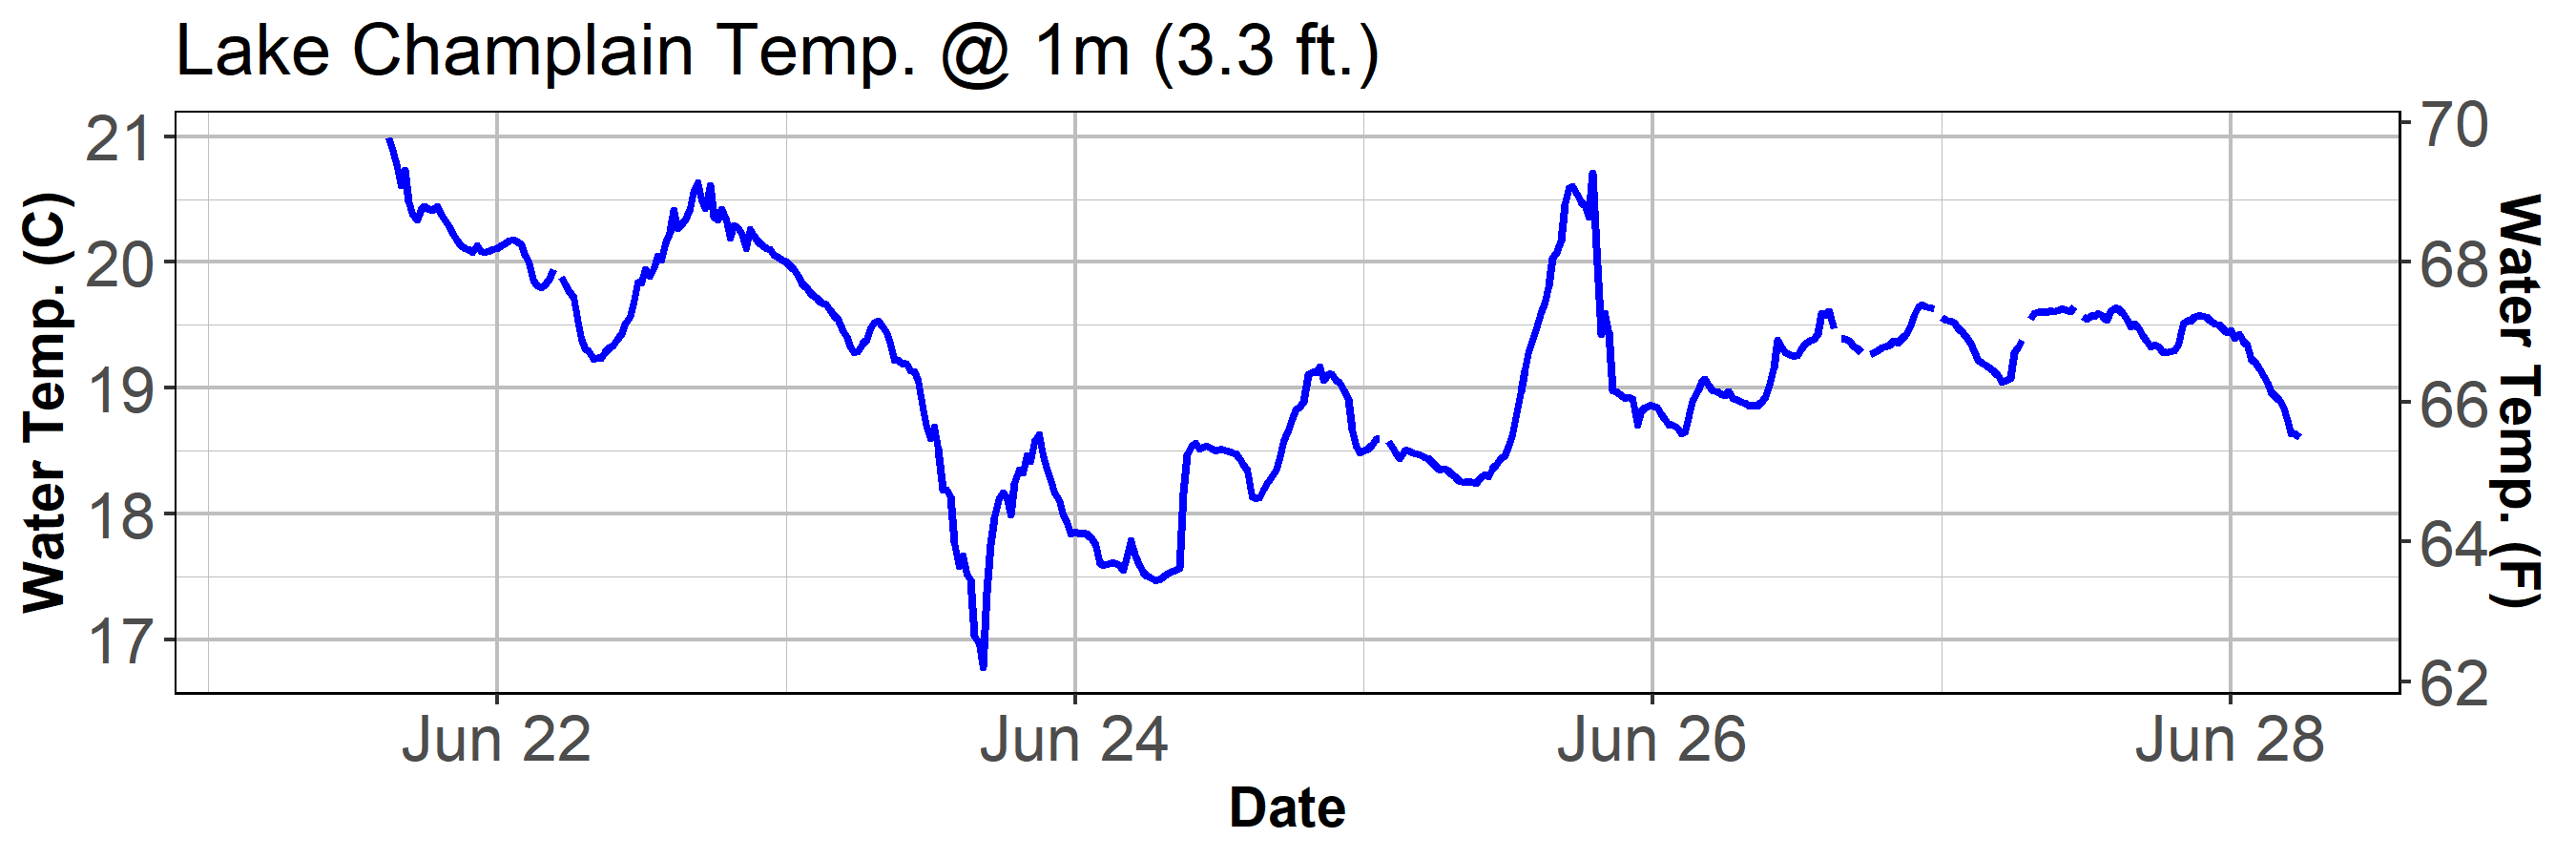 Lake Champlain Temp. @ 1m (3.3 ft.)
Water Temp. (C)
21
20
19
18
17
70
68
66
64
62
Water Temp. (F)
Jun 22
Jun 24
Jun 26
Jun 28
Date